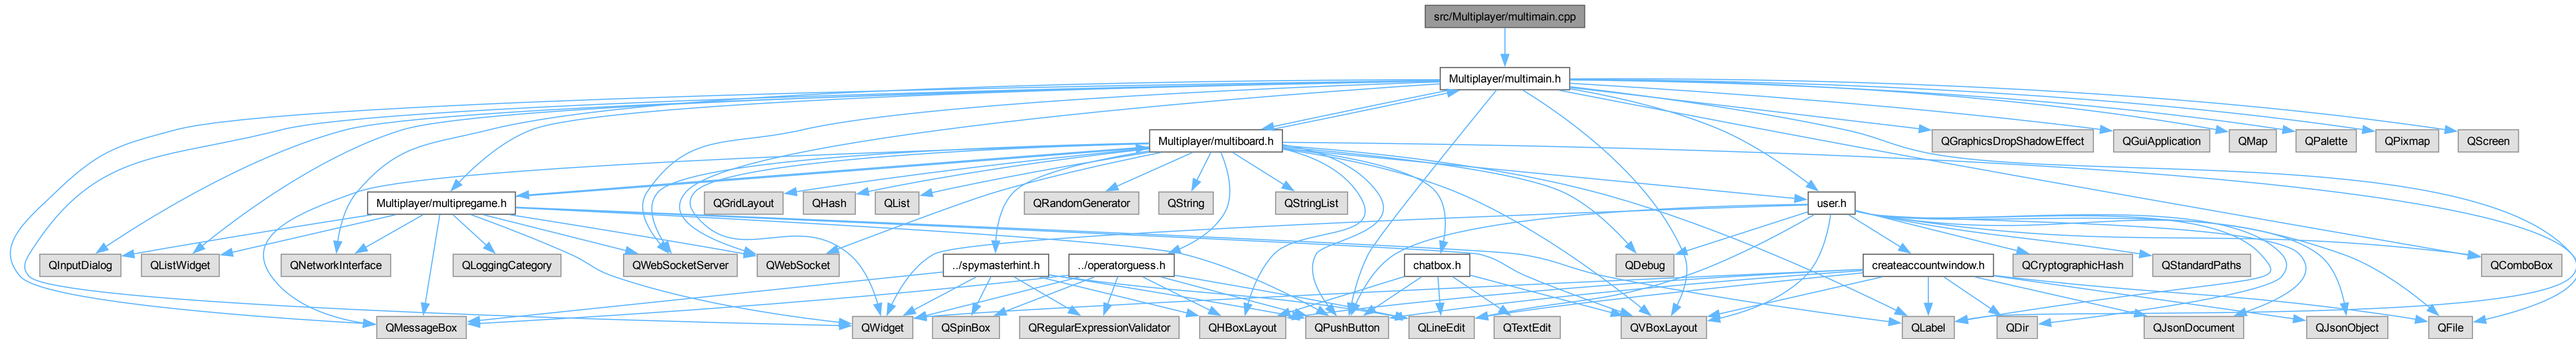 src/Multiplayer/multimain.cpp
Multiplayer/multimain.h
Multiplayer/multiboard.h
QGraphicsDropShadowEffect
QGuiApplication
QMap
QPalette
QPixmap
QScreen
Multiplayer/multipregame.h
QGridLayout
QHash
QList
QRandomGenerator
QString
QStringList
user.h
QInputDialog
QListWidget
QNetworkInterface
QLoggingCategory
QWebSocketServer
QWebSocket
../spymasterhint.h
../operatorguess.h
chatbox.h
QDebug
createaccountwindow.h
QCryptographicHash
QStandardPaths
QComboBox
QMessageBox
QWidget
QSpinBox
QRegularExpressionValidator
QHBoxLayout
QPushButton
QLineEdit
QTextEdit
QVBoxLayout
QLabel
QDir
QJsonDocument
QJsonObject
QFile